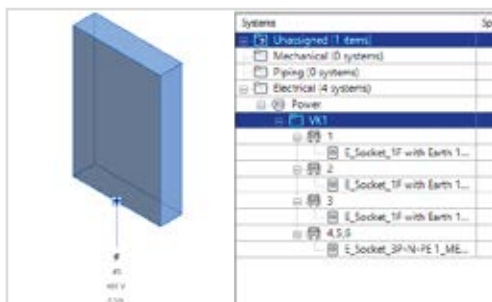 Systems
Sp
Unassigned (1 items)
Mechanical (0 systems)
Piping (0 systems)
Electrical (4 systems)
Power
VK1
1
E_Socket_1F with Earth 1...
2
E_Socket_1F with Earth 1...
3
E_Socket_1F with Earth 1...
4,5,6
E_Socket_3P+N+PE 1_ME...